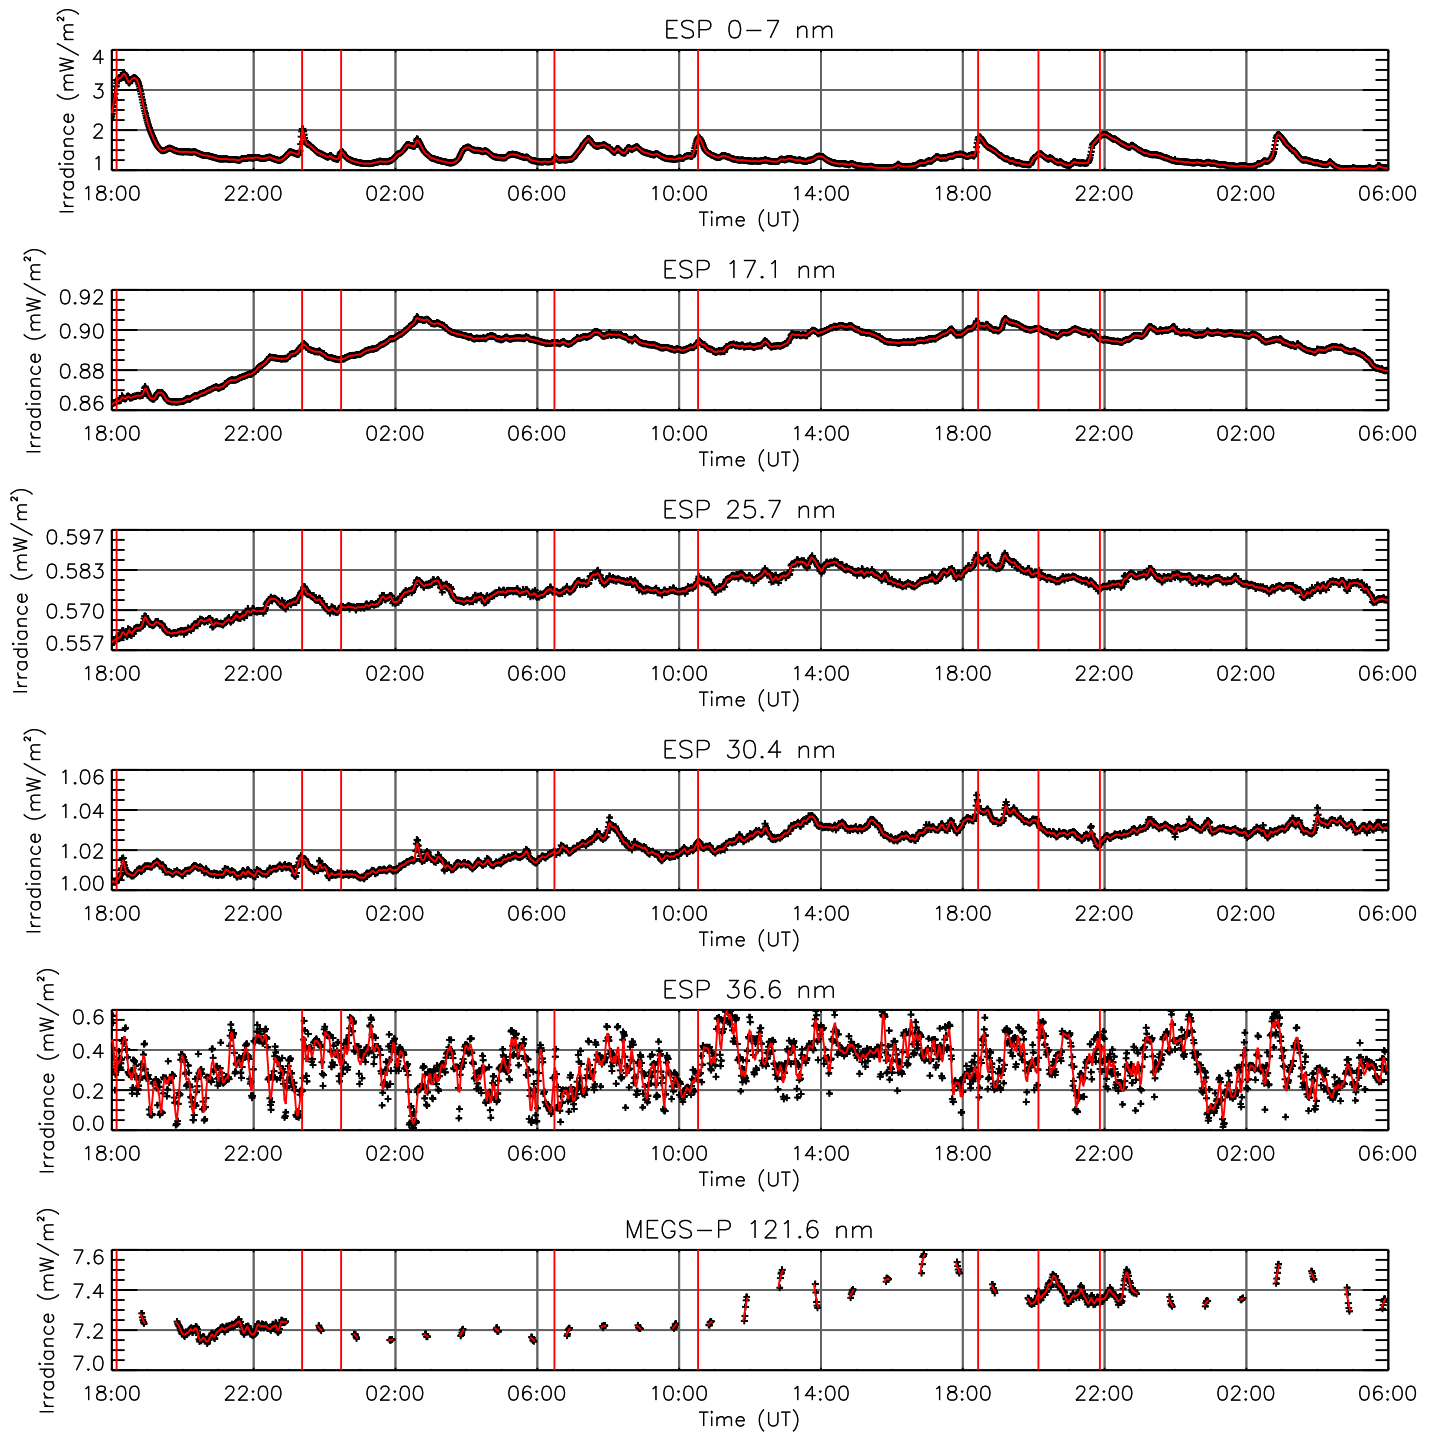 ESP 0-7 nm
Irradiance (mW/m²)
4
3
2
1
18:00 22:00 02:00 06:00 10:00 14:00 18:00 22:00 02:00 06:00
Time (UT)
ESP 17.1 nm
Irradiance (mW/m²)
0.92
0.90
0.88
0.86
18:00 22:00 02:00 06:00 10:00 14:00 18:00 22:00 02:00 06:00
Time (UT)
ESP 25.7 nm
Irradiance (mW/m²)
0.597
0.583
0.570
0.557
18:00 22:00 02:00 06:00 10:00 14:00 18:00 22:00 02:00 06:00
Time (UT)
ESP 30.4 nm
Irradiance (mW/m²)
1.06
1.04
1.02
1.00
18:00 22:00 02:00 06:00 10:00 14:00 18:00 22:00 02:00 06:00
Time (UT)
ESP 36.6 nm
Irradiance (mW/m²)
0.6
0.4
0.2
0.0
18:00 22:00 02:00 06:00 10:00 14:00 18:00 22:00 02:00 06:00
Time (UT)
MEGS-P 121.6 nm
Irradiance (mW/m²)
7.6
7.4
7.2
7.0
18:00 22:00 02:00 06:00 10:00 14:00 18:00 22:00 02:00 06:00
Time (UT)